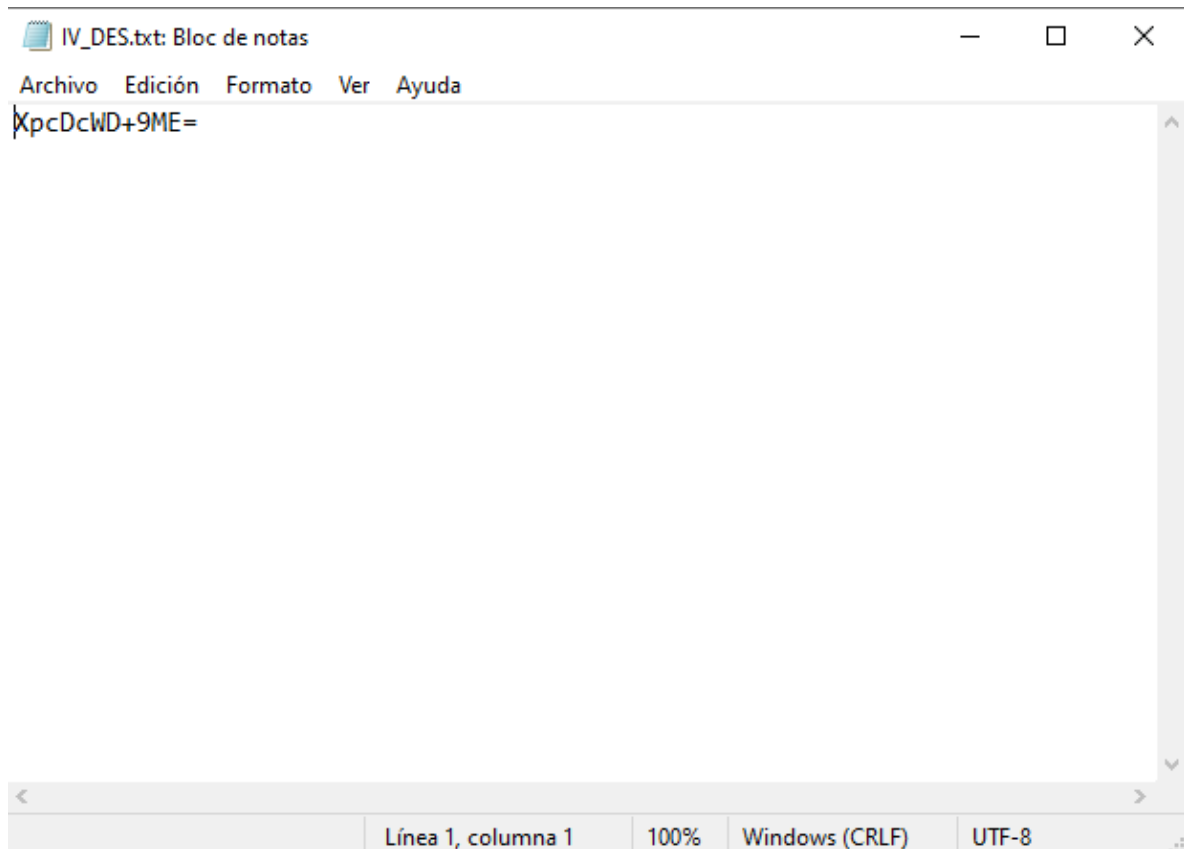 IV_DES.txt: Bloc de notas
Archivo Edición Formato Ver Ayuda
XpcDcWD+9ME=
Línea 1, columna 1 100% Windows (CRLF) UTF-8